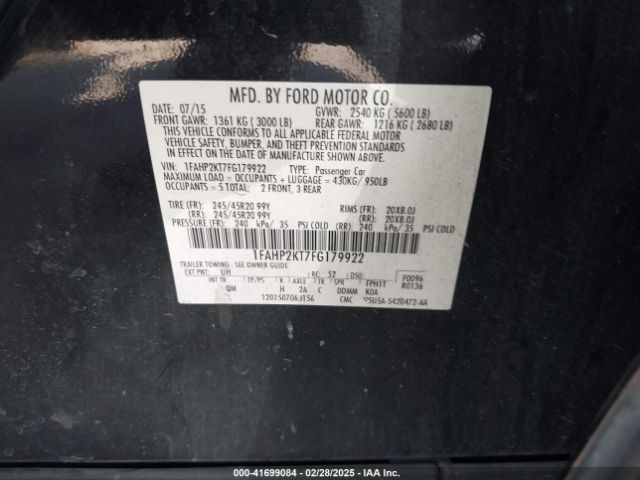 MFD. BY FORD MOTOR CO.
DATE: 07/15 GVWR: 2540 KG ( 5600 LB)
FRONT GAWR: 1361 KG ( 3000 LB) REAR GAWR: 1216 KG ( 2680 LB)
THIS VEHICLE CONFORMS TO ALL APPLICABLE FEDERAL MOTOR
VEHICLE SAFETY, BUMPER, AND THEFT PREVENTION STANDARDS
IN EFFECT ON THE DATE OF MANUFACTURE SHOWN ABOVE.
VIN: 1FAHP2KT7FG179922 TYPE: Passenger Car
MAXIMUM LOAD = OCCUPANTS + LUGGAGE = 430KG/ 950LB
OCCUPANTS = 5 TOTAL: 2 FRONT, 3 REAR
TIRE (FR): 245/45R20 99Y RIMS (FR): 20X8.0J
(RR): 245/45R20 99Y (RR): 20X8.0J
PRESSURE (FR): 240 kPa/ 35 PSI COLD (RR): 240 kPa/ 35 PSI COLD
1FAHP2KT7FG179922
TRAILER TOWING - SEE OWNER GUIDE
EXT PNT: UH RC: 52 DSO: F0096
INT TR TP/PS R AXLE TR SPR FPH1T R0136
QM H 2A C DDMM K0A
CMC
000-41699084 / 02/28/2025 - IAA Inc.